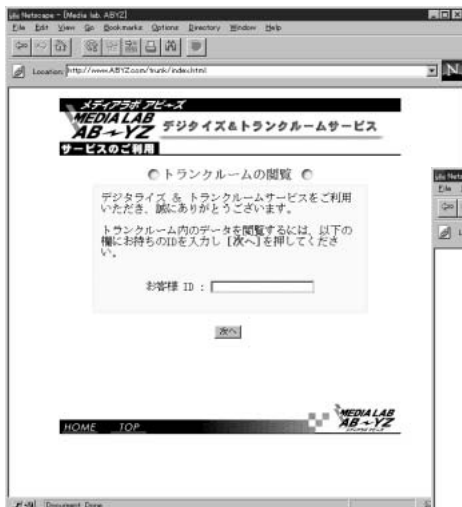 Netscape - [Media lab. ABYZ]
File Edit View Go Bookmarks Options Directory Window Help
Location: http://www.ABYZcom/trunk/index.html
N
メディアラボ アビーズ
MEDIA LAB
AB～YZ デジタイズ&トランクルームサービス
サービスのご利用
トランクルームの閲覧
デジタライズ & トランクルームサービスをご利用
いただき、誠にありがとうございます。
トランクルーム内のデータを閲覧するには、以下の
欄にお持ちのIDを入力し [次へ]を押してくださ
い。
お客様 ID :
次へ
MEDIA LAB
AB～YZ
HOME TOP
Document Done